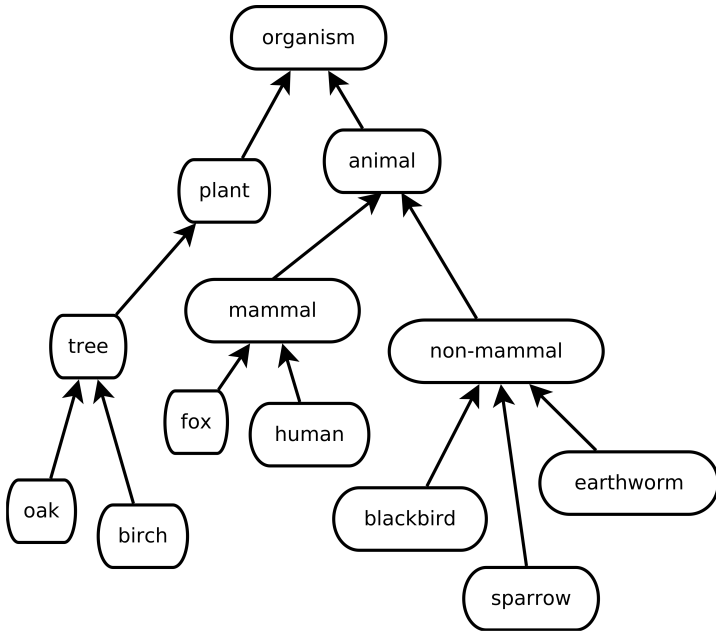 organism
animal
plant
mammal
tree
non-mammal
fox
human
earthworm
oak
blackbird
birch
sparrow